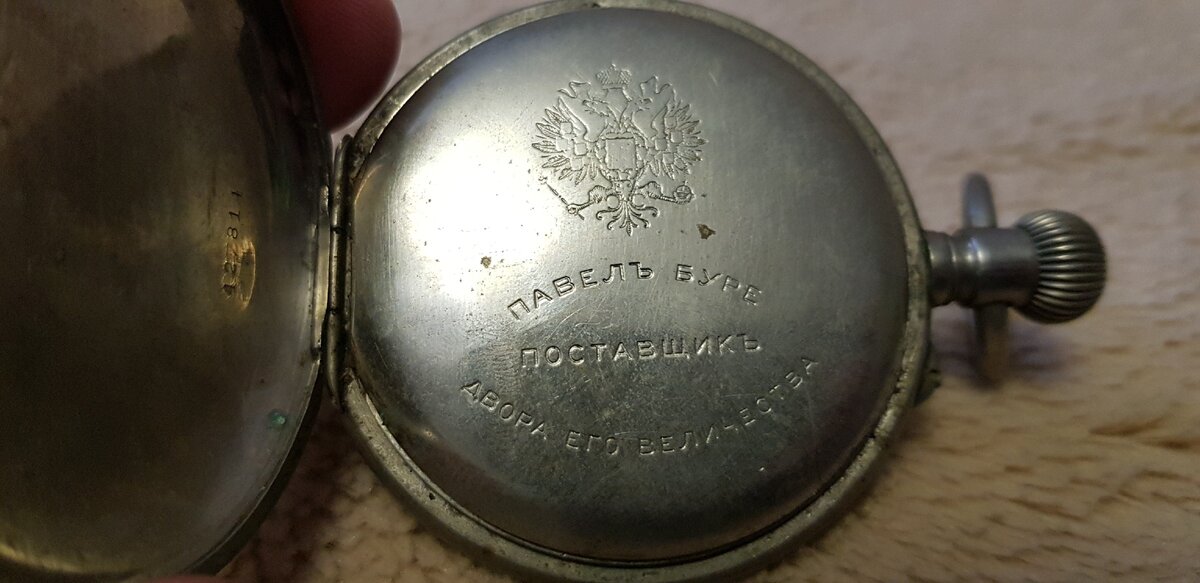 ПАВЕЛЪ БУРЕ
ПОСТАВЩИКЪ
ДВОРА ЕГО ВЕЛИЧЕСТВА